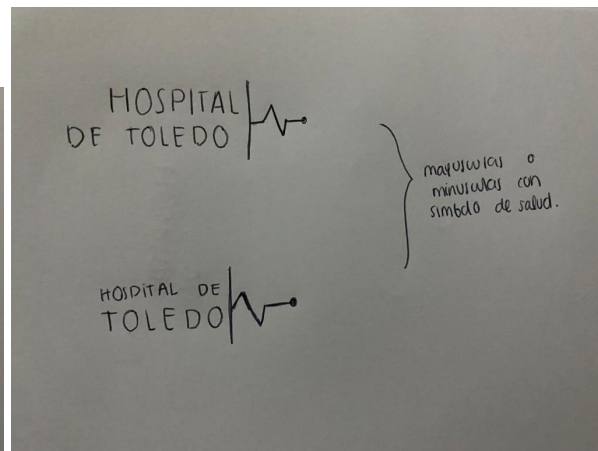 HOSPITAL
DE TOLEDO
mayusculas o
minusculas con
simbolo de salud.
HOSPITAL DE
TOLEDO